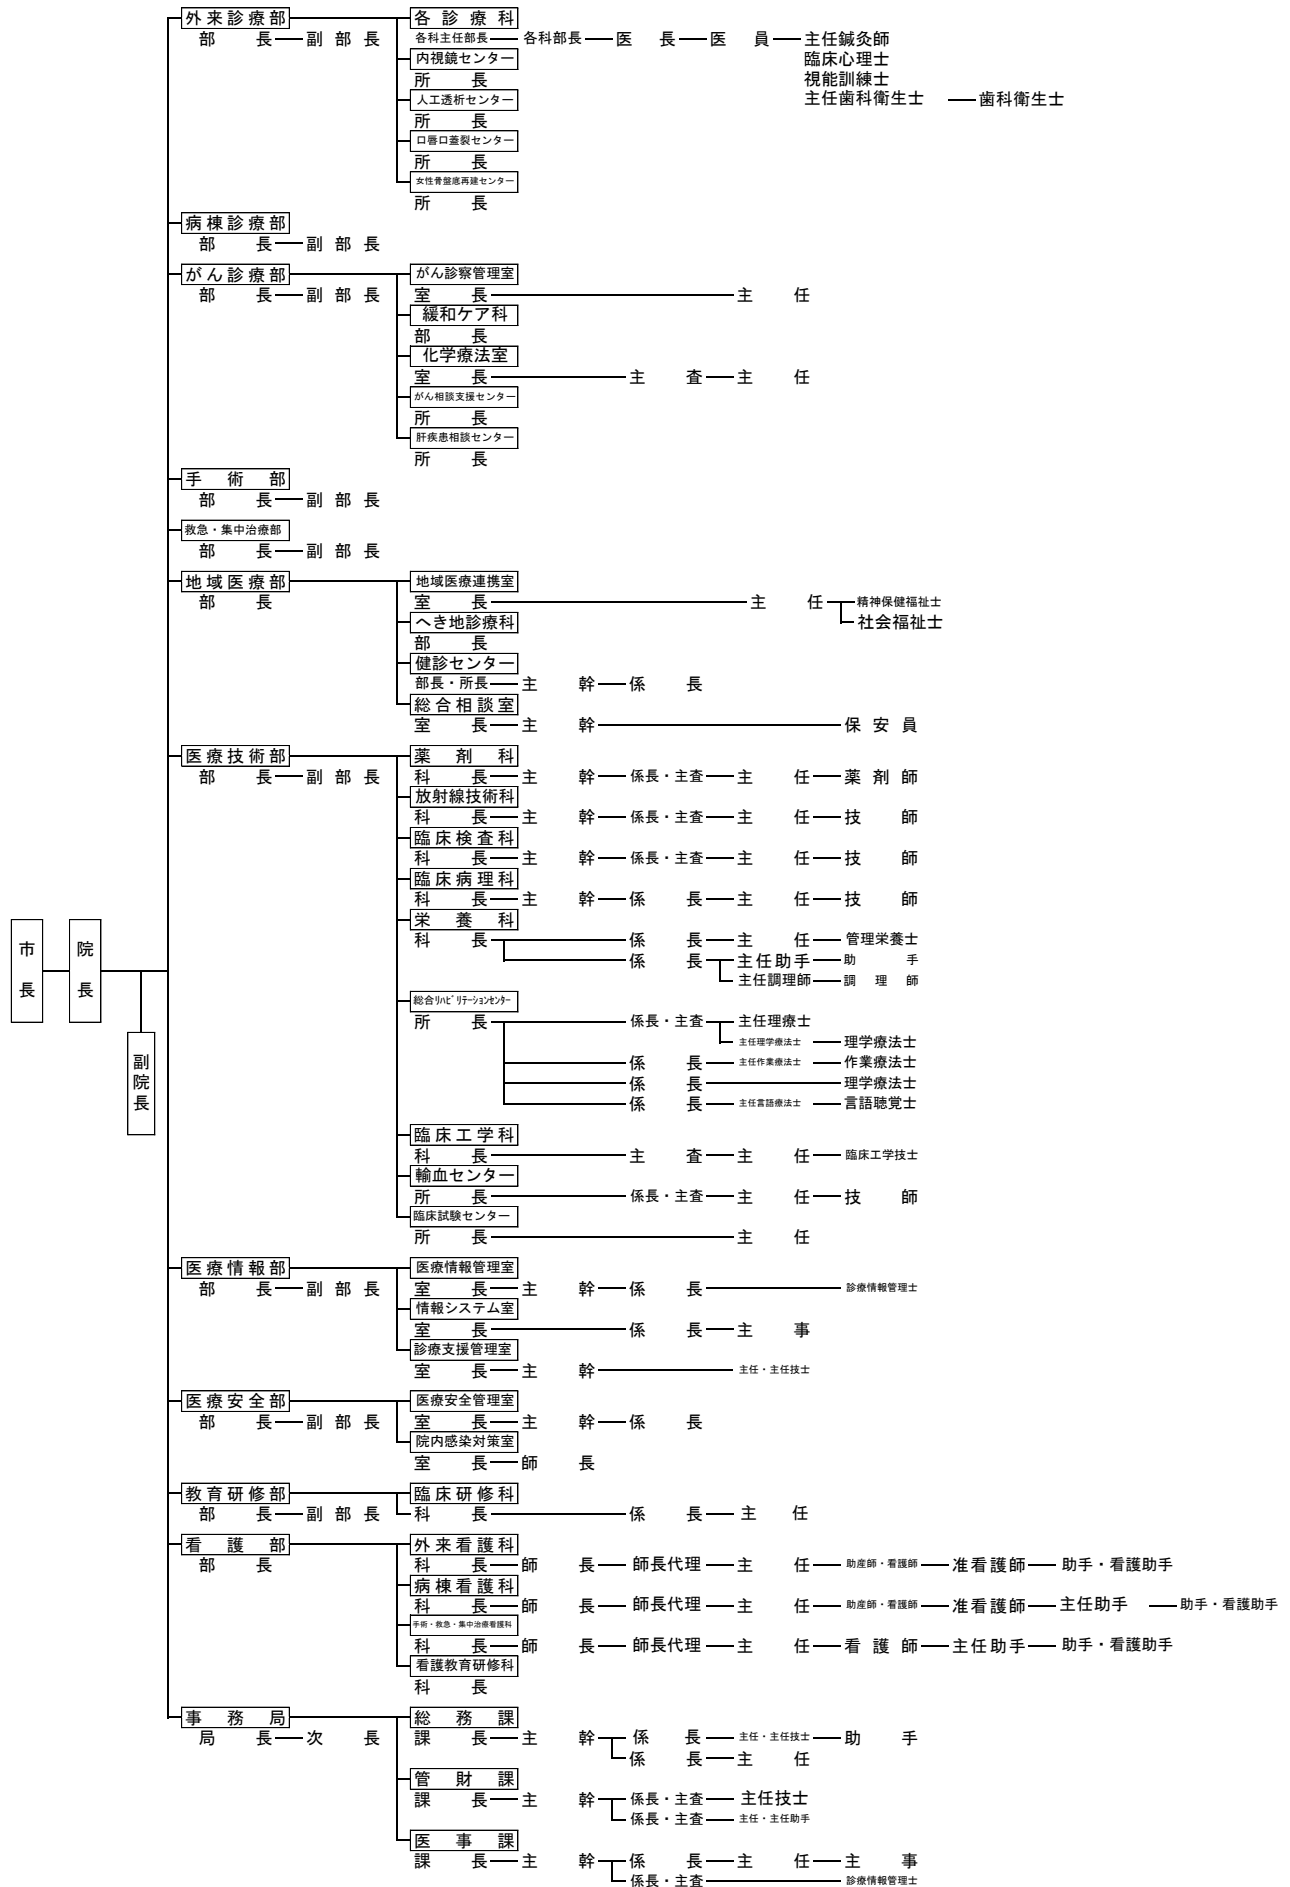 外来診療部 各診療科
部長 副部長 各科主任部長 各科部長 医長 医員 主任鍼灸師
内視鏡センター 臨床心理士
所長 視能訓練士
人工透析センター 主任歯科衛生士 歯科衛生士
所長
口唇口蓋裂センター
所長
女性骨盤底再建センター
所長
病棟診療部
部長 副部長
がん診療部 がん診察管理室
部長 副部長 室長 主任
緩和ケア科
部長
化学療法室
室長 主査 主任
がん相談支援センター
所長
肝疾患相談センター
所長
手術部
部長 副部長
救急・集中治療部
部長 副部長
地域医療部 地域医療連携室
部長 室長 主任 精神保健福祉士
へき地診療科 社会福祉士
部長
健診センター
部長・所長 主幹 係長
総合相談室
室長 主幹 保安員
医療技術部 薬剤科
部長 副部長 科長 主幹 係長・主査 主任 薬剤師
放射線技術科
科長 主幹 係長・主査 主任 技師
臨床検査科
科長 主幹 係長・主査 主任 技師
臨床病理科
科長 主幹 係長 主任 技師
栄養科
市長 院長 科長 係長 主任 管理栄養士
係長 主任助手 助手
主任調理師 調理師
総合リハビリテーションセンター
所長 係長・主査 主任理療士
副院長 主任理学療法士 理学療法士
係長 主任作業療法士 作業療法士
係長 理学療法士
係長 主任言語療法士 言語聴覚士
臨床工学科
科長 主査 主任 臨床工学技士
輸血センター
所長 係長・主査 主任 技師
臨床試験センター
所長 主任
医療情報部 医療情報管理室
部長 副部長 室長 主幹 係長 診療情報管理士
情報システム室
室長 係長 主事
診療支援管理室
室長 主幹 主任・主任技士
医療安全部 医療安全管理室
部長 副部長 室長 主幹 係長
院内感染対策室
室長 師長
教育研修部 臨床研修科
部長 副部長 科長 係長 主任
看護部 外来看護科
部長 科長 師長 師長代理 主任 助産師・看護師 准看護師 助手・看護助手
病棟看護科
科長 師長 師長代理 主任 助産師・看護師 准看護師 主任助手 助手・看護助手
手術・救急・集中治療看護科
科長 師長 師長代理 主任 看護師 主任助手 助手・看護助手
看護教育研修科
科長
事務局 総務課
局長 次長 課長 主幹 係長 主任・主任技士 助手
係長 主任
管財課
課長 主幹 係長・主査 主任技士
係長・主査 主任・主任助手
医事課
課長 主幹 係長 主任 主事
係長・主査 診療情報管理士